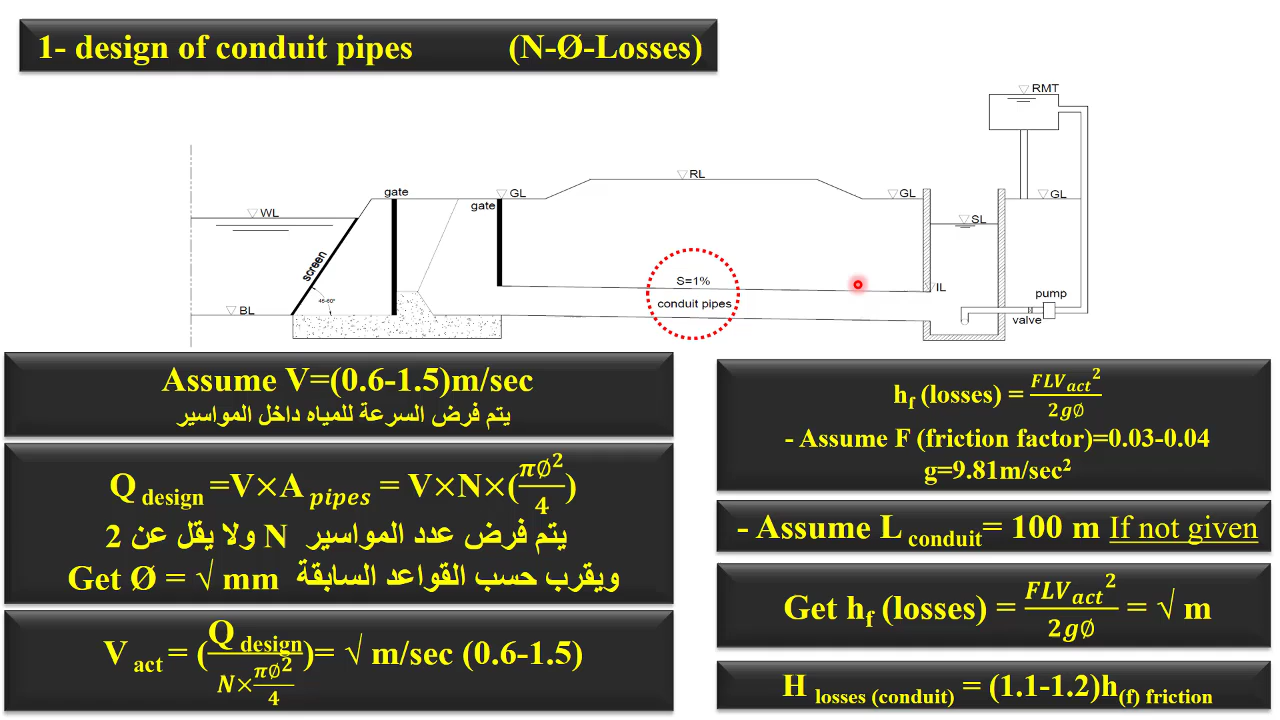 1- design of conduit pipes (N-Ø-Losses)
RMT
gate
GL
RL
GL
GL
gate
WL
SL
screen
S=1%
IL
45-60°
conduit pipes
pump
BL
valve
Assume V=(0.6-1.5)m/sec
يتم فرض السرعة للمياه داخل المواسير
Q design =V×A pipes = V×N×(π∅²/4)
يتم فرض عدد المواسير N ولا يقل عن 2
Get Ø = √ mm ويقرب حسب القواعد السابقة
V act = (Q design / N×π∅²/4)= √ m/sec (0.6-1.5)
hf (losses) = FLVact² / 2g∅
- Assume F (friction factor)=0.03-0.04
g=9.81m/sec²
- Assume L conduit= 100 m If not given
Get hf (losses) = FLVact² / 2g∅ = √ m
H losses (conduit) = (1.1-1.2)h(f) friction